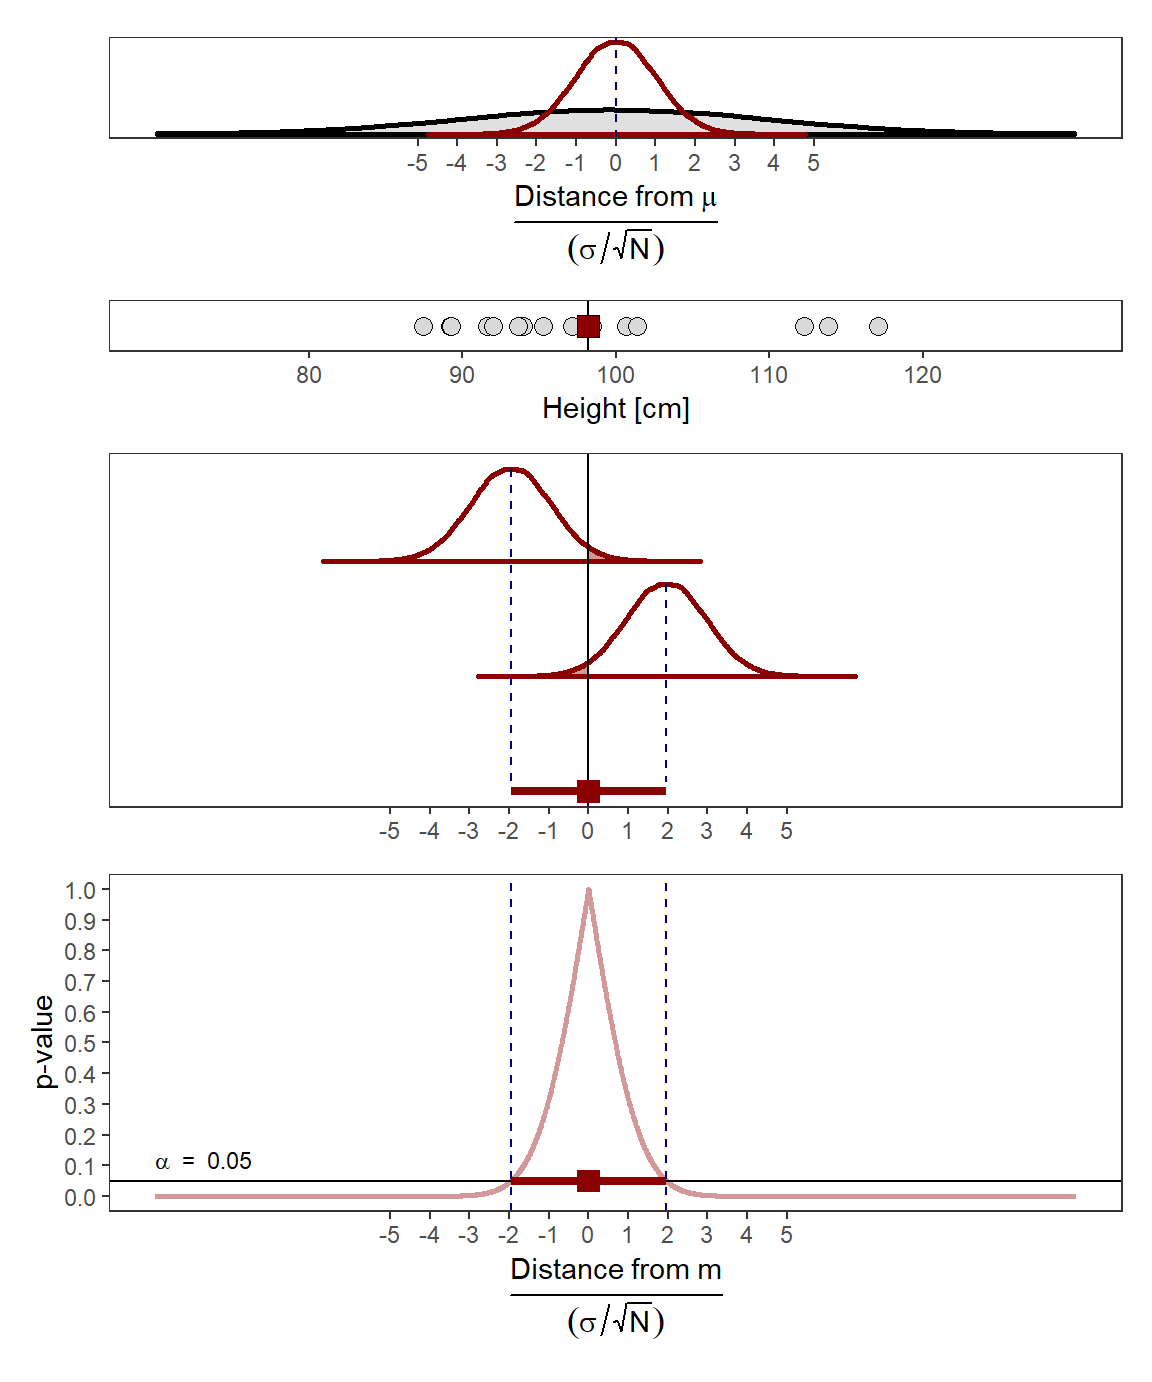 -5 -4 -3 -2 -1 0 1 2 3 4 5
Distance from μ
(σ/√N)
80 90 100 110 120
Height [cm]
-5 -4 -3 -2 -1 0 1 2 3 4 5
1.0
0.9
0.8
0.7
0.6
0.5
0.4
0.3
0.2
0.1
0.0
p-value
α = 0.05
-5 -4 -3 -2 -1 0 1 2 3 4 5
Distance from m
(σ/√N)